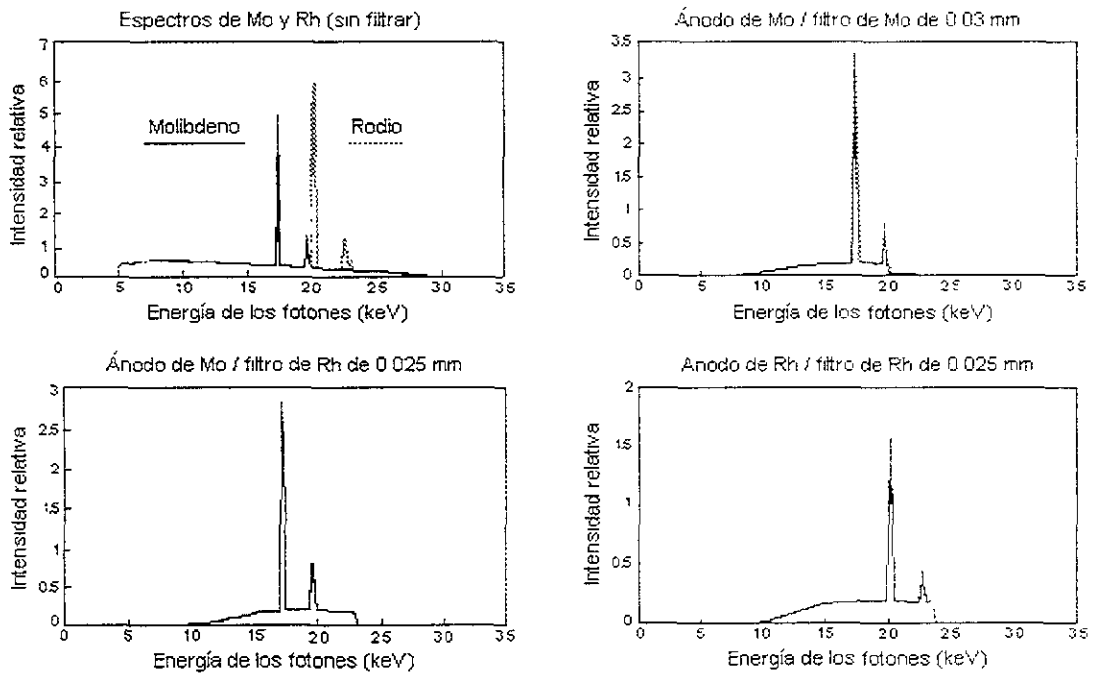 Espectros de Mo y Rh (sin filtrar)
7
6
5
4
3
2
1
0
Intensidad relativa
Molibdeno
Rodio
0 5 10 15 20 25 30 35
Energía de los fotones (keV)
Ánodo de Mo / filtro de Mo de 0 03 mm
3.5
3
2.5
2
1.5
1
0.5
0
Intensidad relativa
0 5 10 15 20 25 30 35
Energía de los fotones (keV)
Ánodo de Mo / filtro de Rh de 0 025 mm
3
2.5
2
1.5
1
0.5
0
Intensidad relativa
0 5 10 15 20 25 30 35
Energía de los fotones (keV)
Anodo de Rh / filtro de Rh de 0 025 mm
2
1.5
1
0.5
0
Intensidad relativa
0 5 10 15 20 25 30 35
Energía de los fotones (keV)